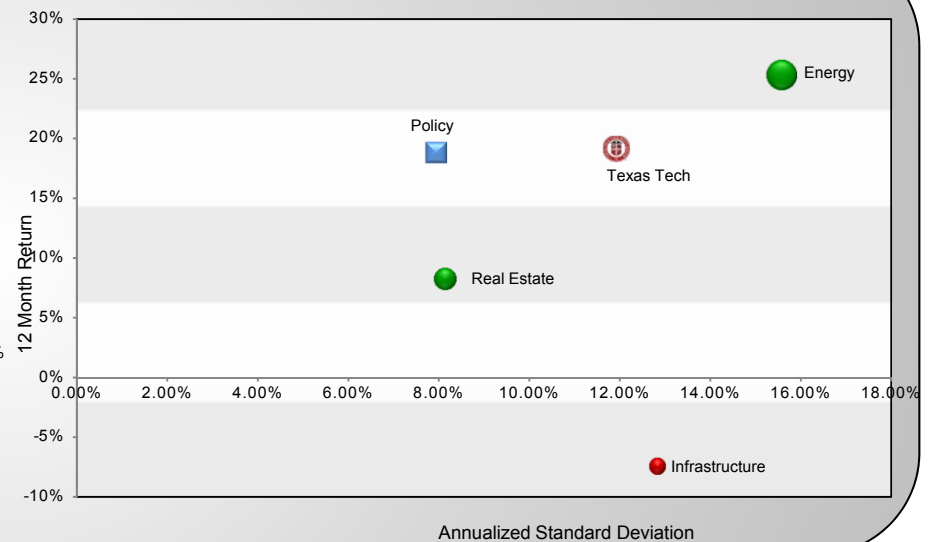 30%
25%
Energy
Policy
20%
Texas Tech
15%
12 Month Return
10%
Real Estate
5%
%
0%
0.00% 2.00% 4.00% 6.00% 8.00% 10.00% 12.00% 14.00% 16.00% 18.00%
-5%
Infrastructure
-10%
Annualized Standard Deviation